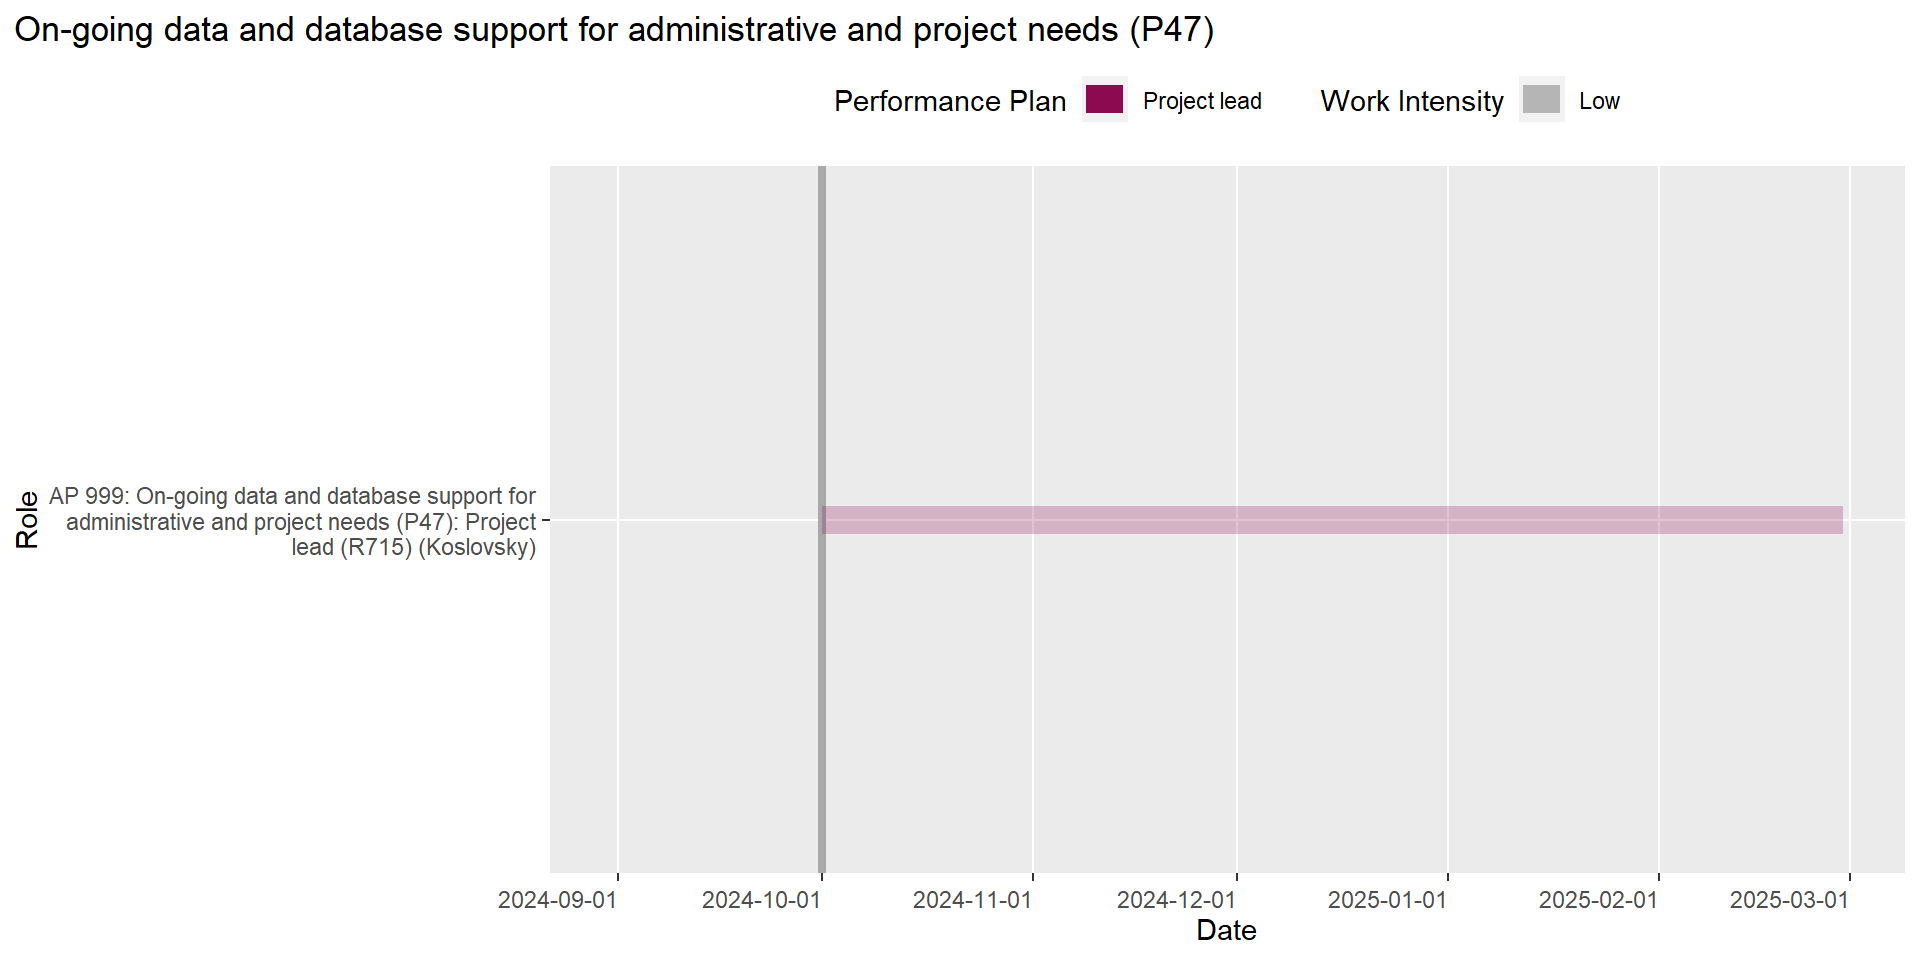 On-going data and database support for administrative and project needs (P47)
Performance Plan Project lead Work Intensity Low
Role
AP 999: On-going data and database support for
administrative and project needs (P47): Project
lead (R715) (Koslovsky)
2024-09-01 2024-10-01 2024-11-01 2024-12-01 2025-01-01 2025-02-01 2025-03-01
Date